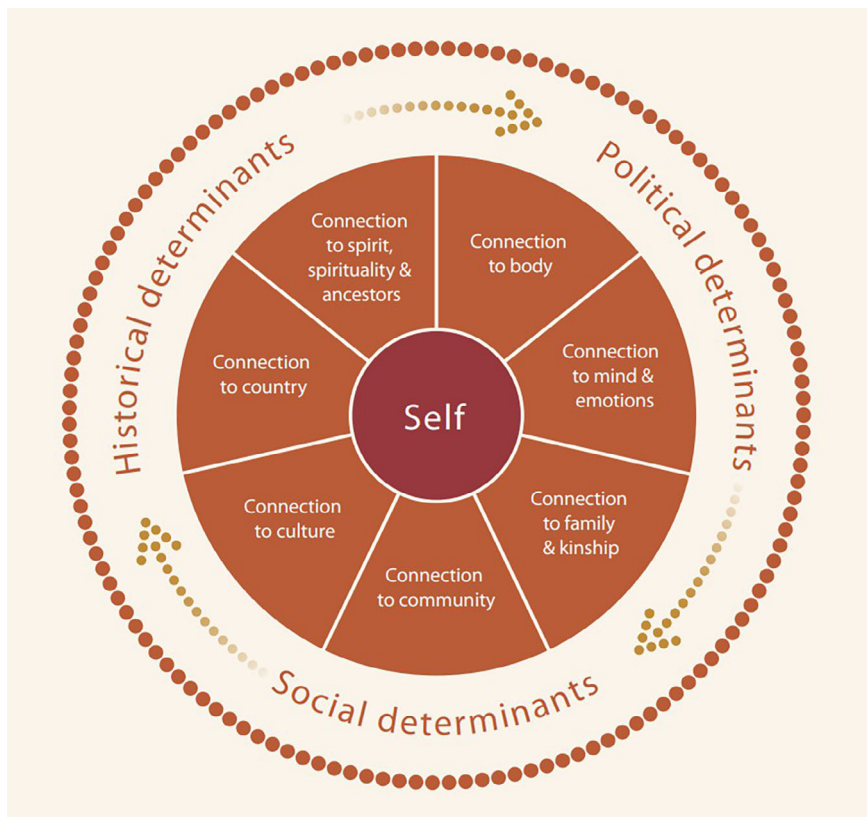 Historical determinants
Political determinants
Connection
to spirit,
spirituality &
ancestors
Connection
to body
Connection
to country
Connection
to mind &
emotions
Self
Connection
to culture
Connection
to family
& kinship
Connection
to community
Social determinants